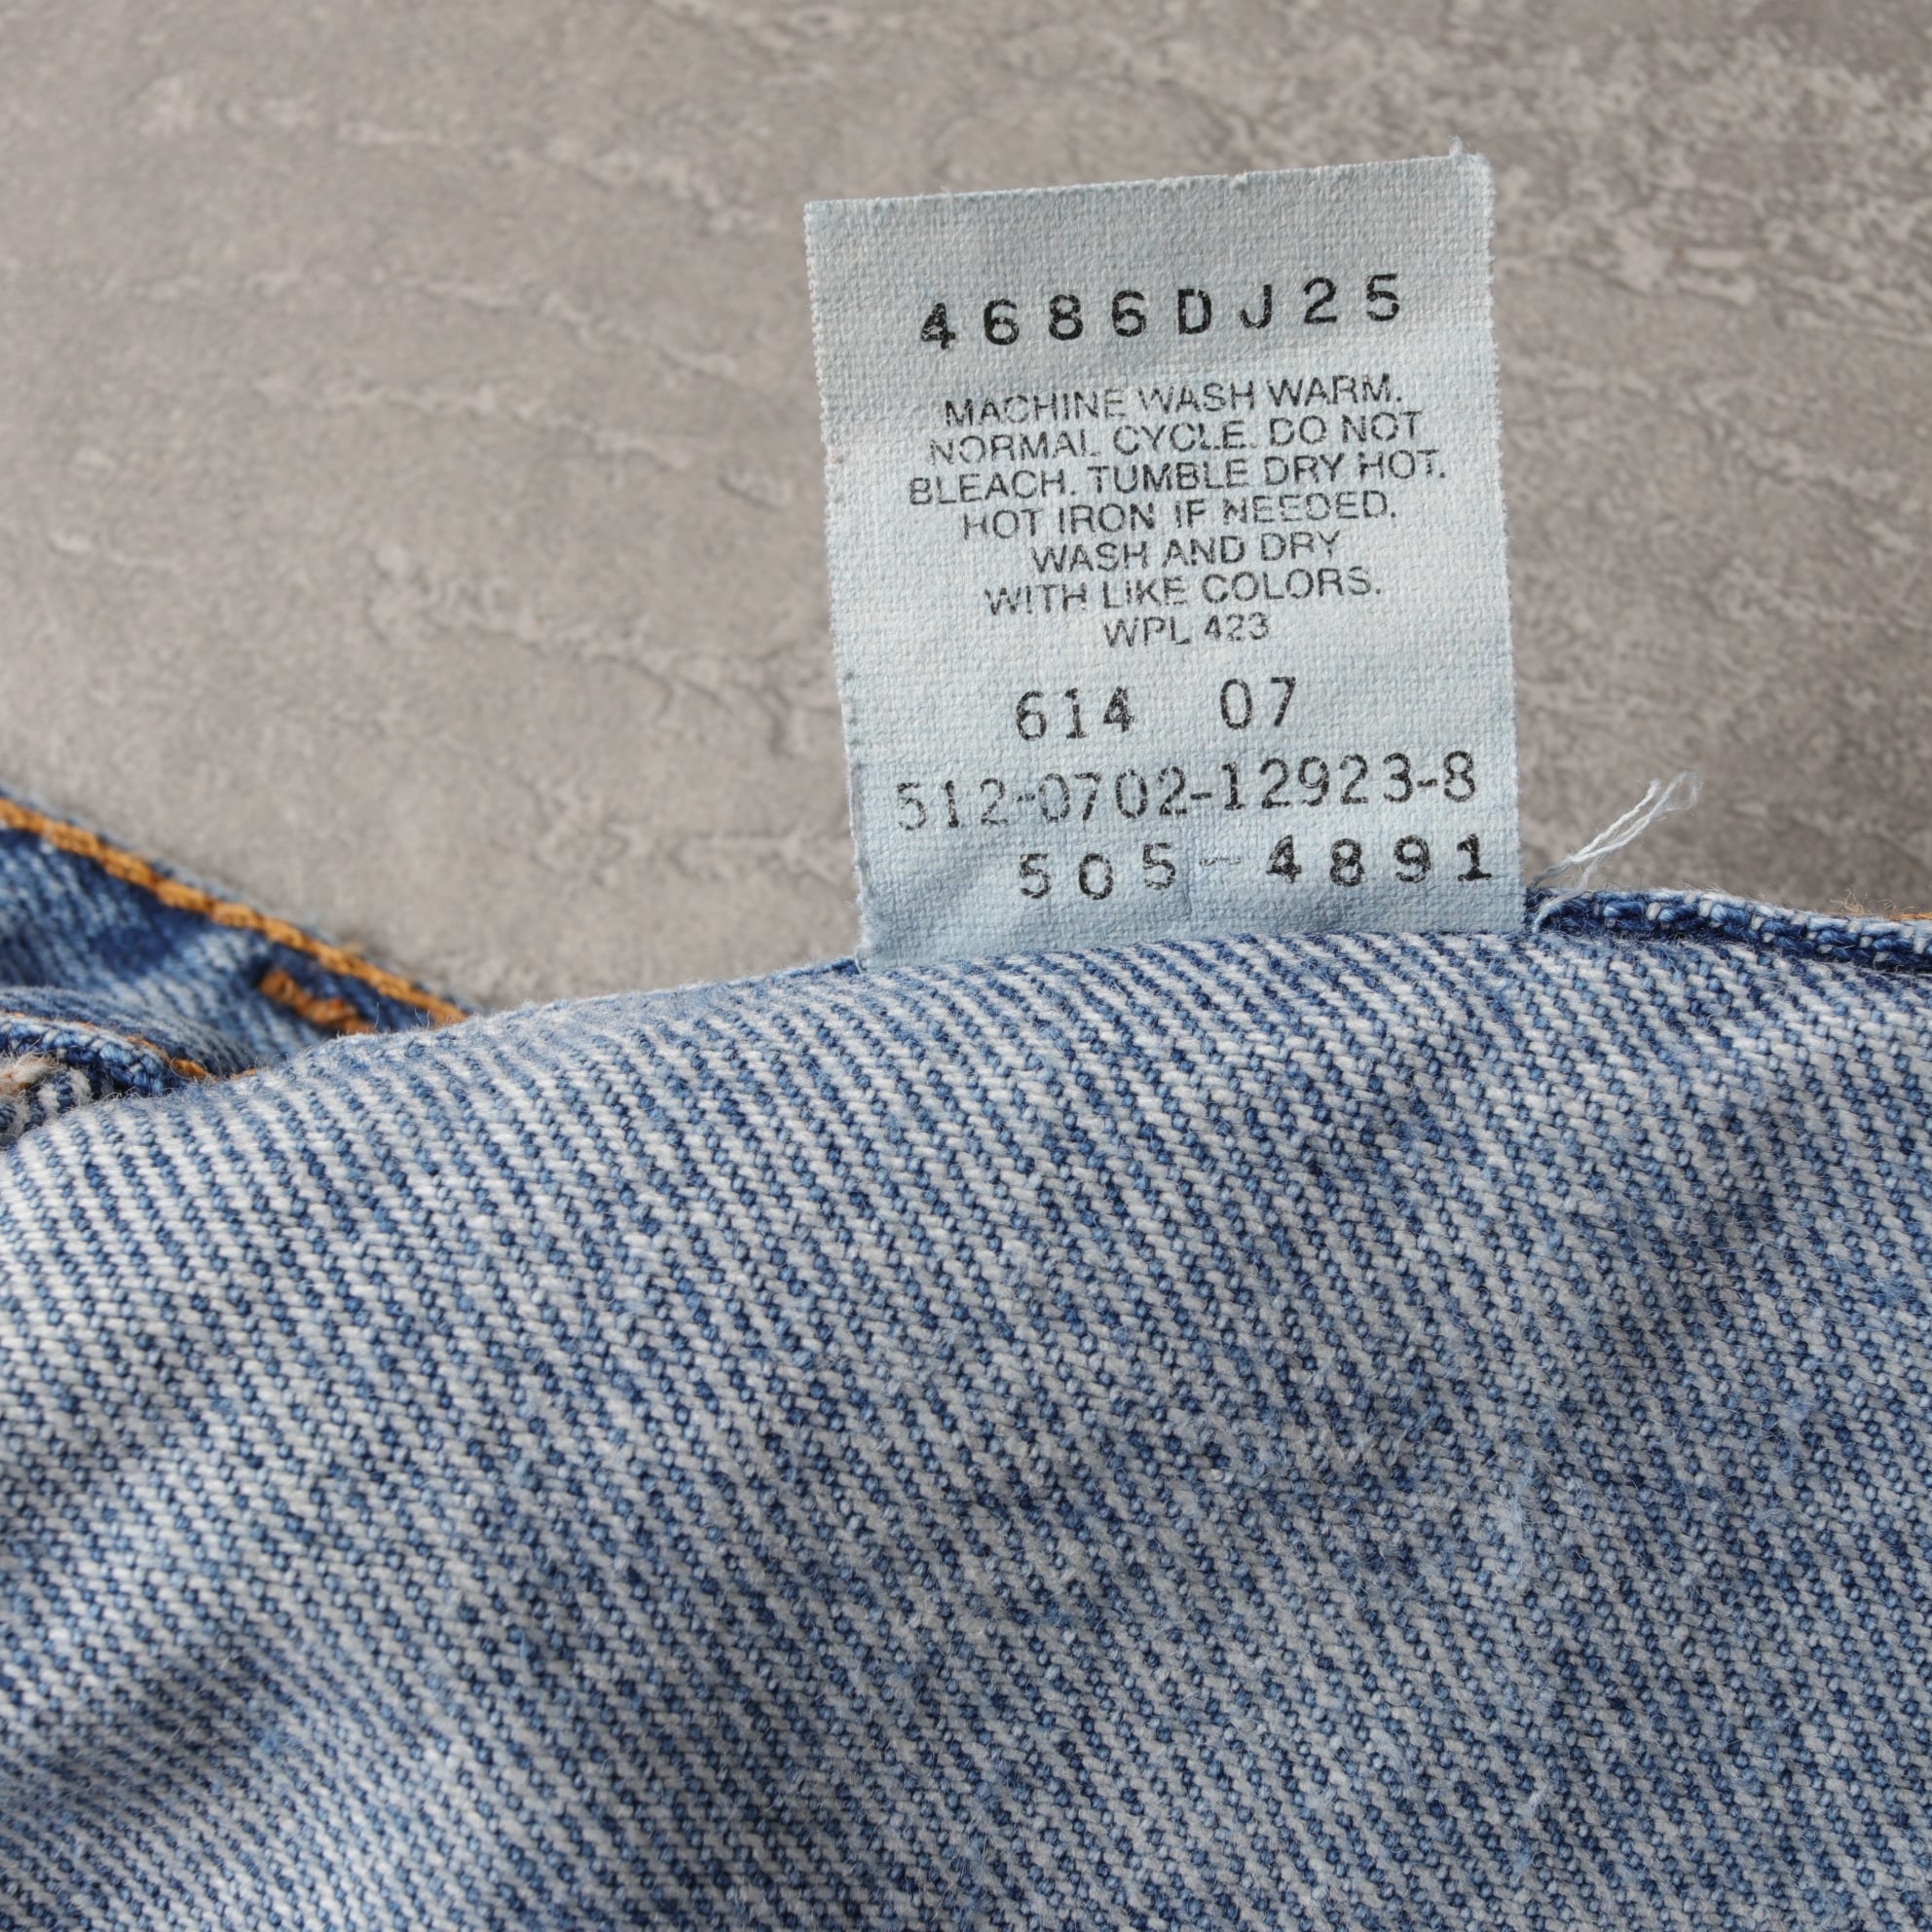 4686DJ25
MACHINE WASH WARM.
NORMAL CYCLE. DO NOT
BLEACH. TUMBLE DRY HOT.
HOT IRON IF NEEDED.
WASH AND DRY
WITH LIKE COLORS.
WPL 423
614 07
512-0702-12923-8
505-4891